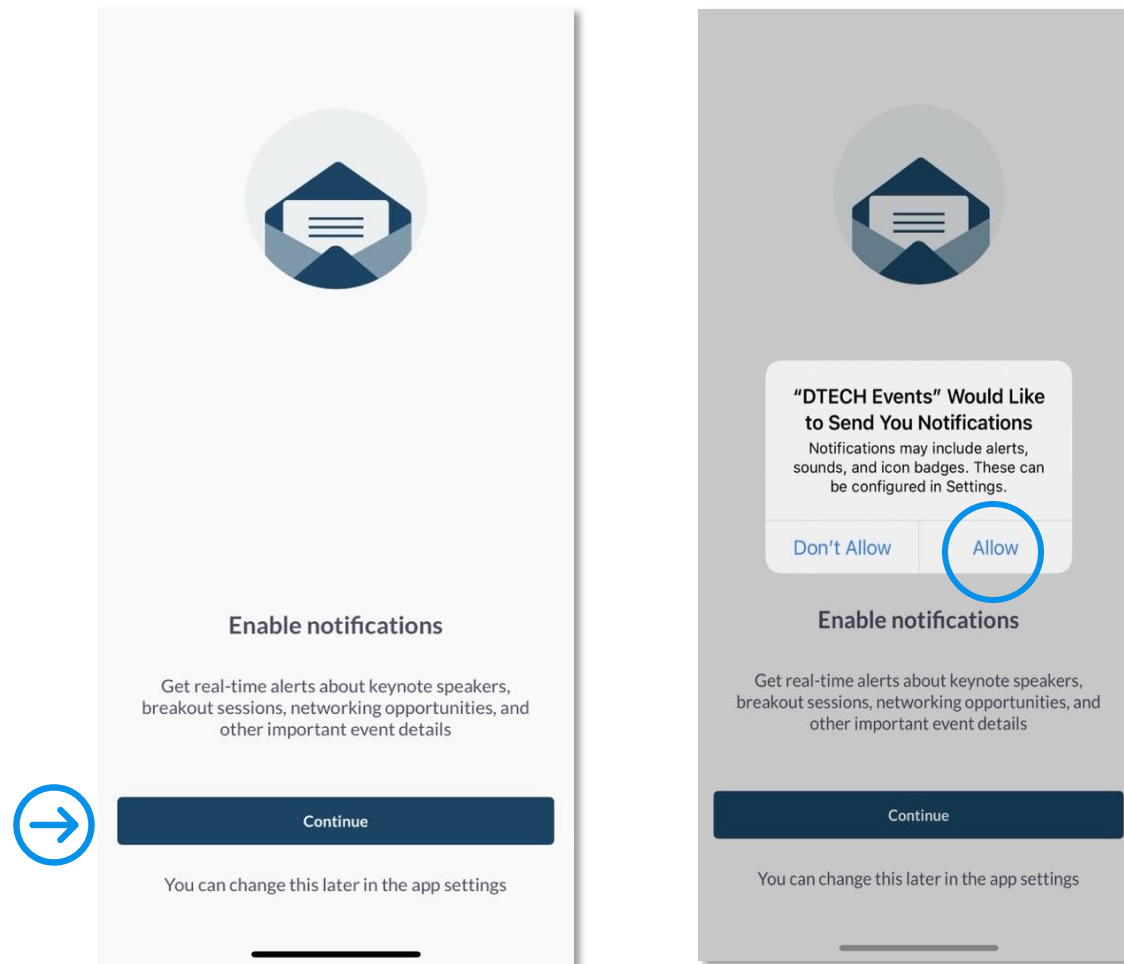 Enable notifications
Get real-time alerts about keynote speakers,
breakout sessions, networking opportunities, and
other important event details
Continue
You can change this later in the app settings
“DTECH Events” Would Like
to Send You Notifications
Notifications may include alerts,
sounds, and icon badges. These can
be configured in Settings.
Don’t Allow
Allow
Enable notifications
Get real-time alerts about keynote speakers,
breakout sessions, networking opportunities, and
other important event details
Continue
You can change this later in the app settings